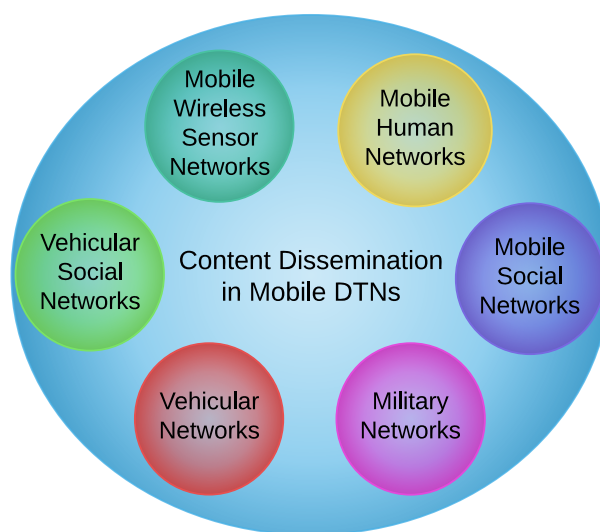 Mobile
Wireless
Sensor
Networks
Mobile
Human
Networks
Vehicular
Social
Networks
Content Dissemination
in Mobile DTNs
Mobile
Social
Networks
Vehicular
Networks
Military
Networks